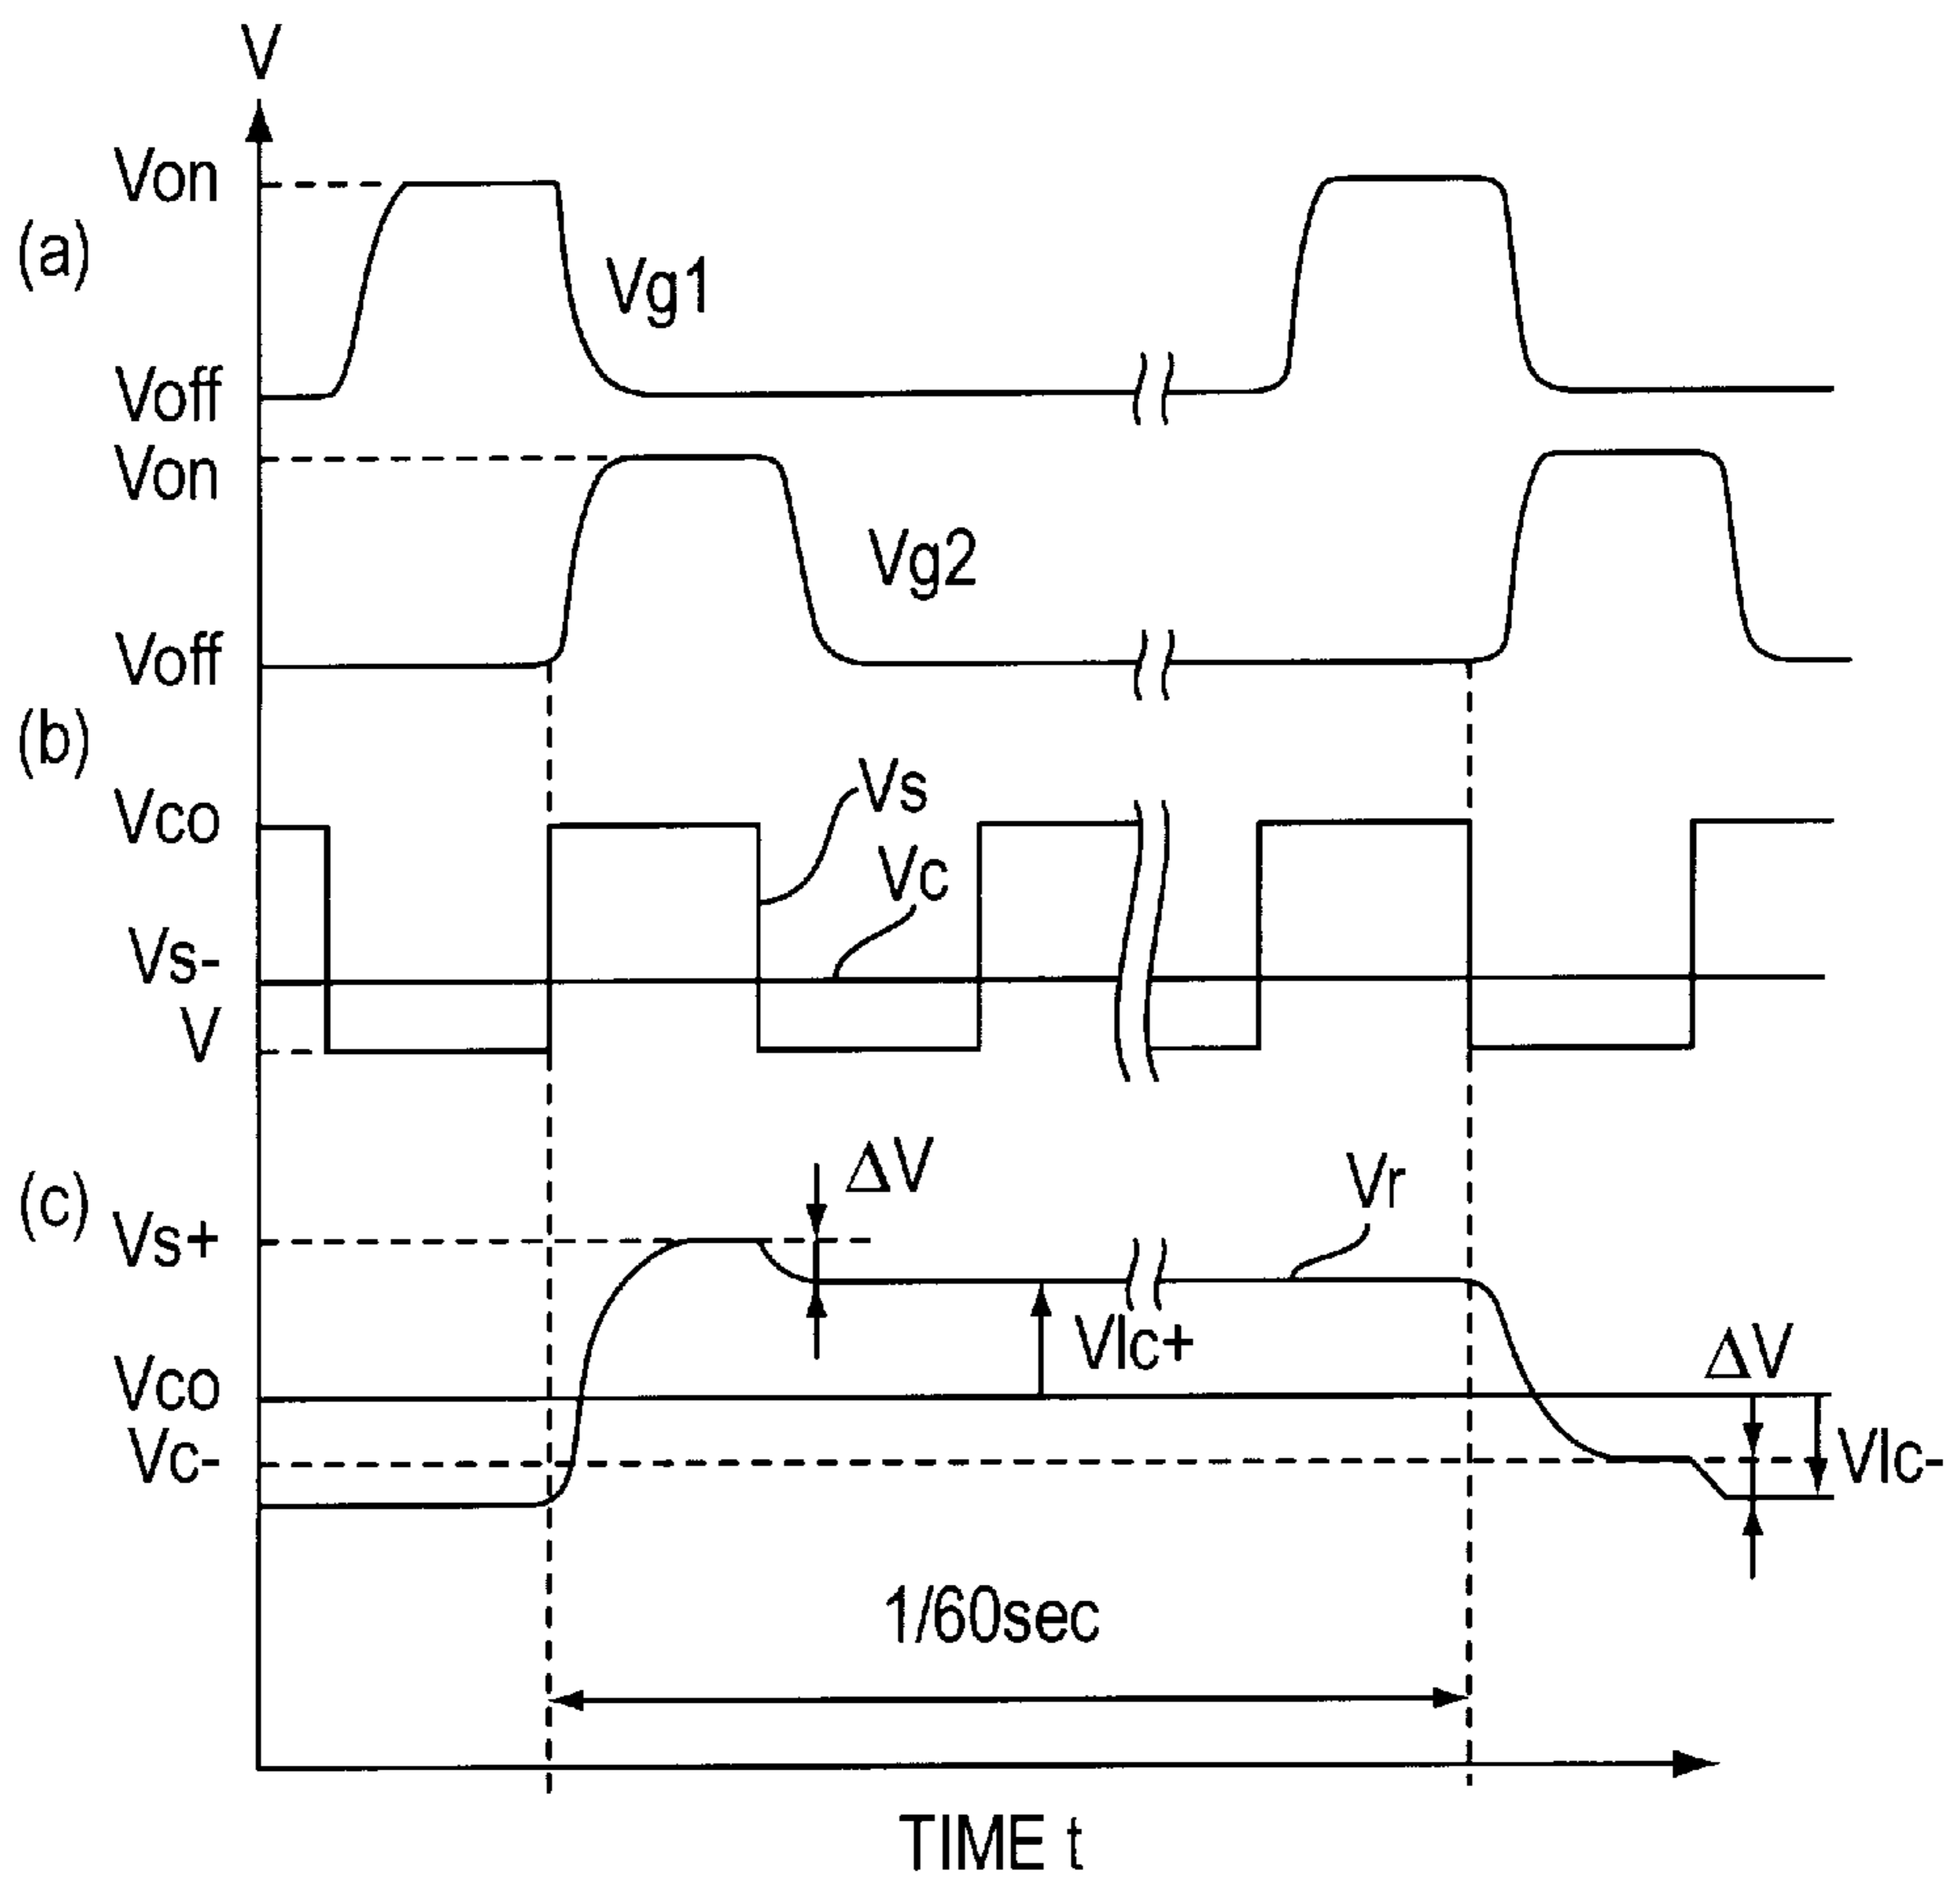 V
Von
(a)
Vg1
Voff
Von
Vg2
Voff
(b)
Vs
Vco
Vc
Vs-
V
ΔV
Vr
(c)
Vs+
Vlc+
ΔV
Vco
Vc-
Vlc-
1/60sec
TIME t